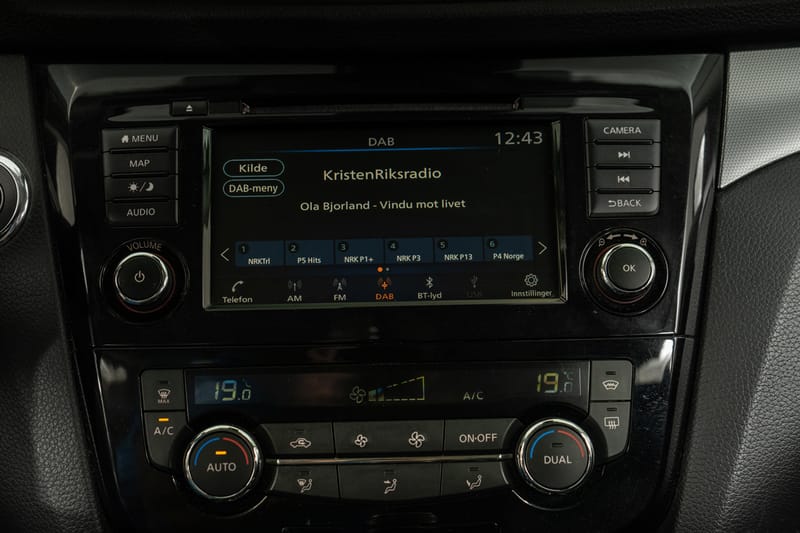 DAB
12:43
Kilde
DAB-meny
KristenRiksradio
Ola Bjorland - Vindu mot livet
1 NRKTrl
2 P5 Hits
3 NRK P1+
4 NRK P3
5 NRK P13
6 P4 Norge
Telefon
AM
FM
DAB
BT-lyd
USB
Innstillinger
MENU
MAP
AUDIO
VOLUME
CAMERA
BACK
OK
MAX
A/C
19.0
°C
A/C
19.0
°C
AUTO
ON·OFF
DUAL